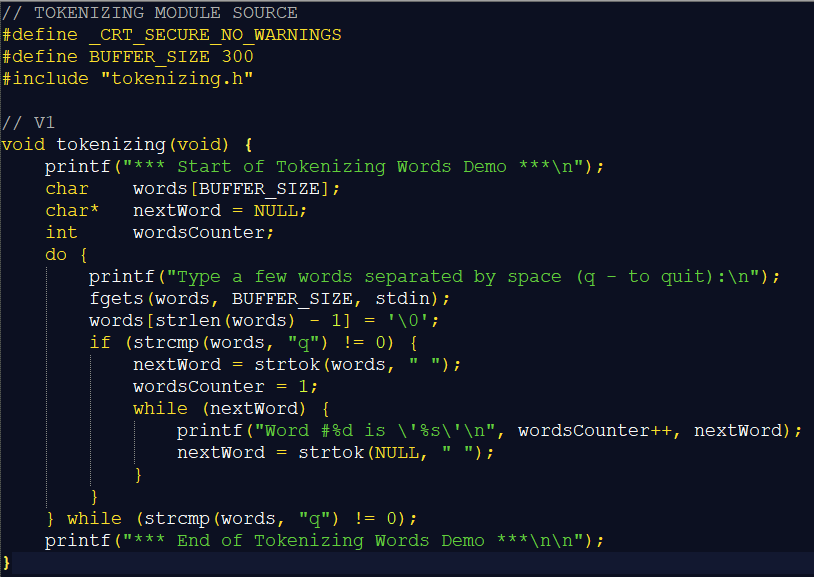 // TOKENIZING MODULE SOURCE
#define _CRT_SECURE_NO_WARNINGS
#define BUFFER_SIZE 300
#include "tokenizing.h"

// V1
void tokenizing(void) {
    printf("*** Start of Tokenizing Words Demo ***\n");
    char    words[BUFFER_SIZE];
    char*   nextWord = NULL;
    int     wordsCounter;
    do {
        printf("Type a few words separated by space (q - to quit):\n");
        fgets(words, BUFFER_SIZE, stdin);
        words[strlen(words) - 1] = '\0';
        if (strcmp(words, "q") != 0) {
            nextWord = strtok(words, " ");
            wordsCounter = 1;
            while (nextWord) {
                printf("Word #%d is \'%s\'\n", wordsCounter++, nextWord);
                nextWord = strtok(NULL, " ");
            }
        }
    } while (strcmp(words, "q") != 0);
    printf("*** End of Tokenizing Words Demo ***\n\n");
}